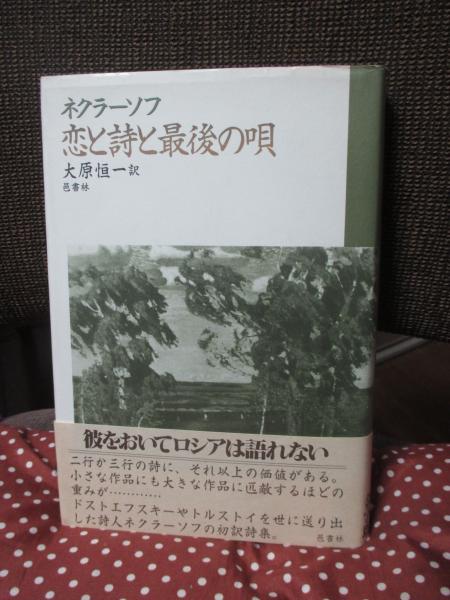 ネクラーソフ
恋と詩と最後の唄
大原恒一訳
邑書林
彼をおいてロシアは語れない
二行か三行の詩に、それ以上の価値がある。
小さな作品にも大きな作品に匹敵するほどの
重みが…………
ドストエフスキーやトルストイをせに送り出
した詩人ネクラーソフの初訳詩集。
邑書林